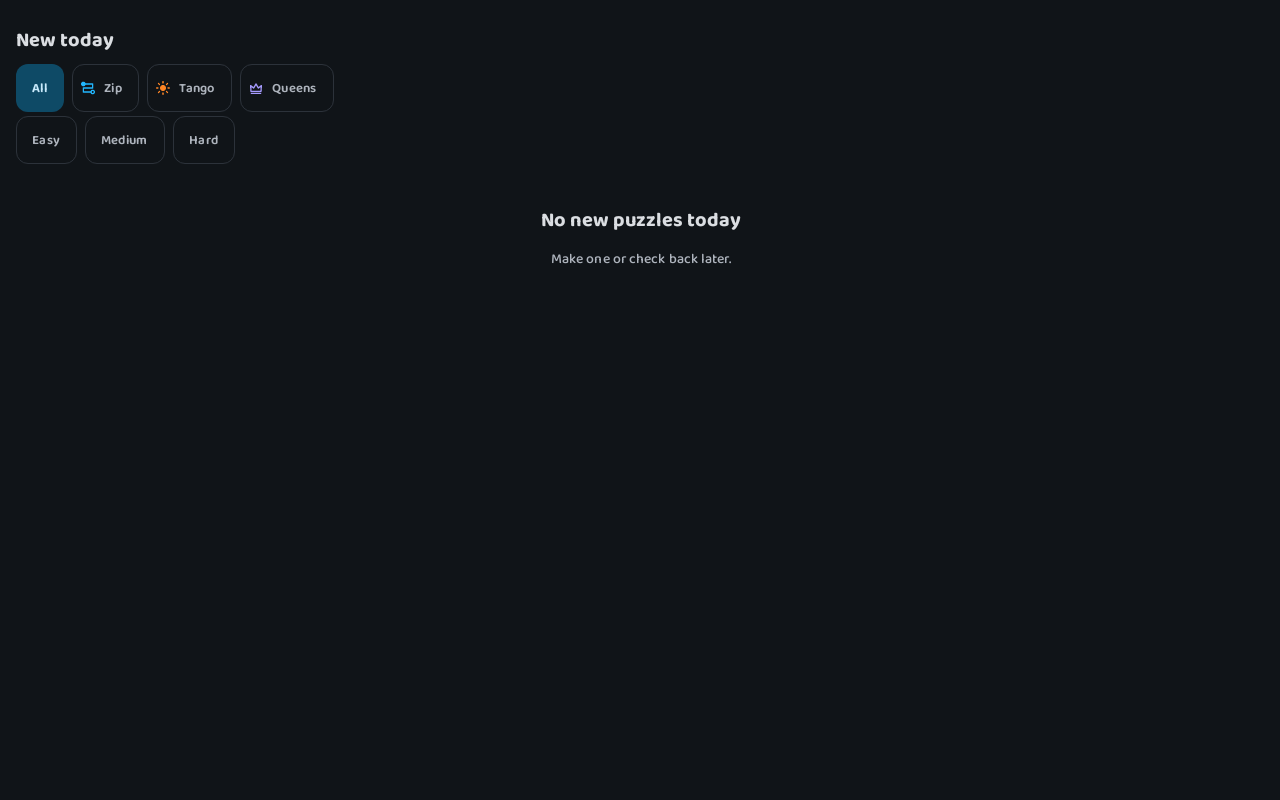 New today
All Zip Tango Queens
Easy Medium Hard
No new puzzles today
Make one or check back later.